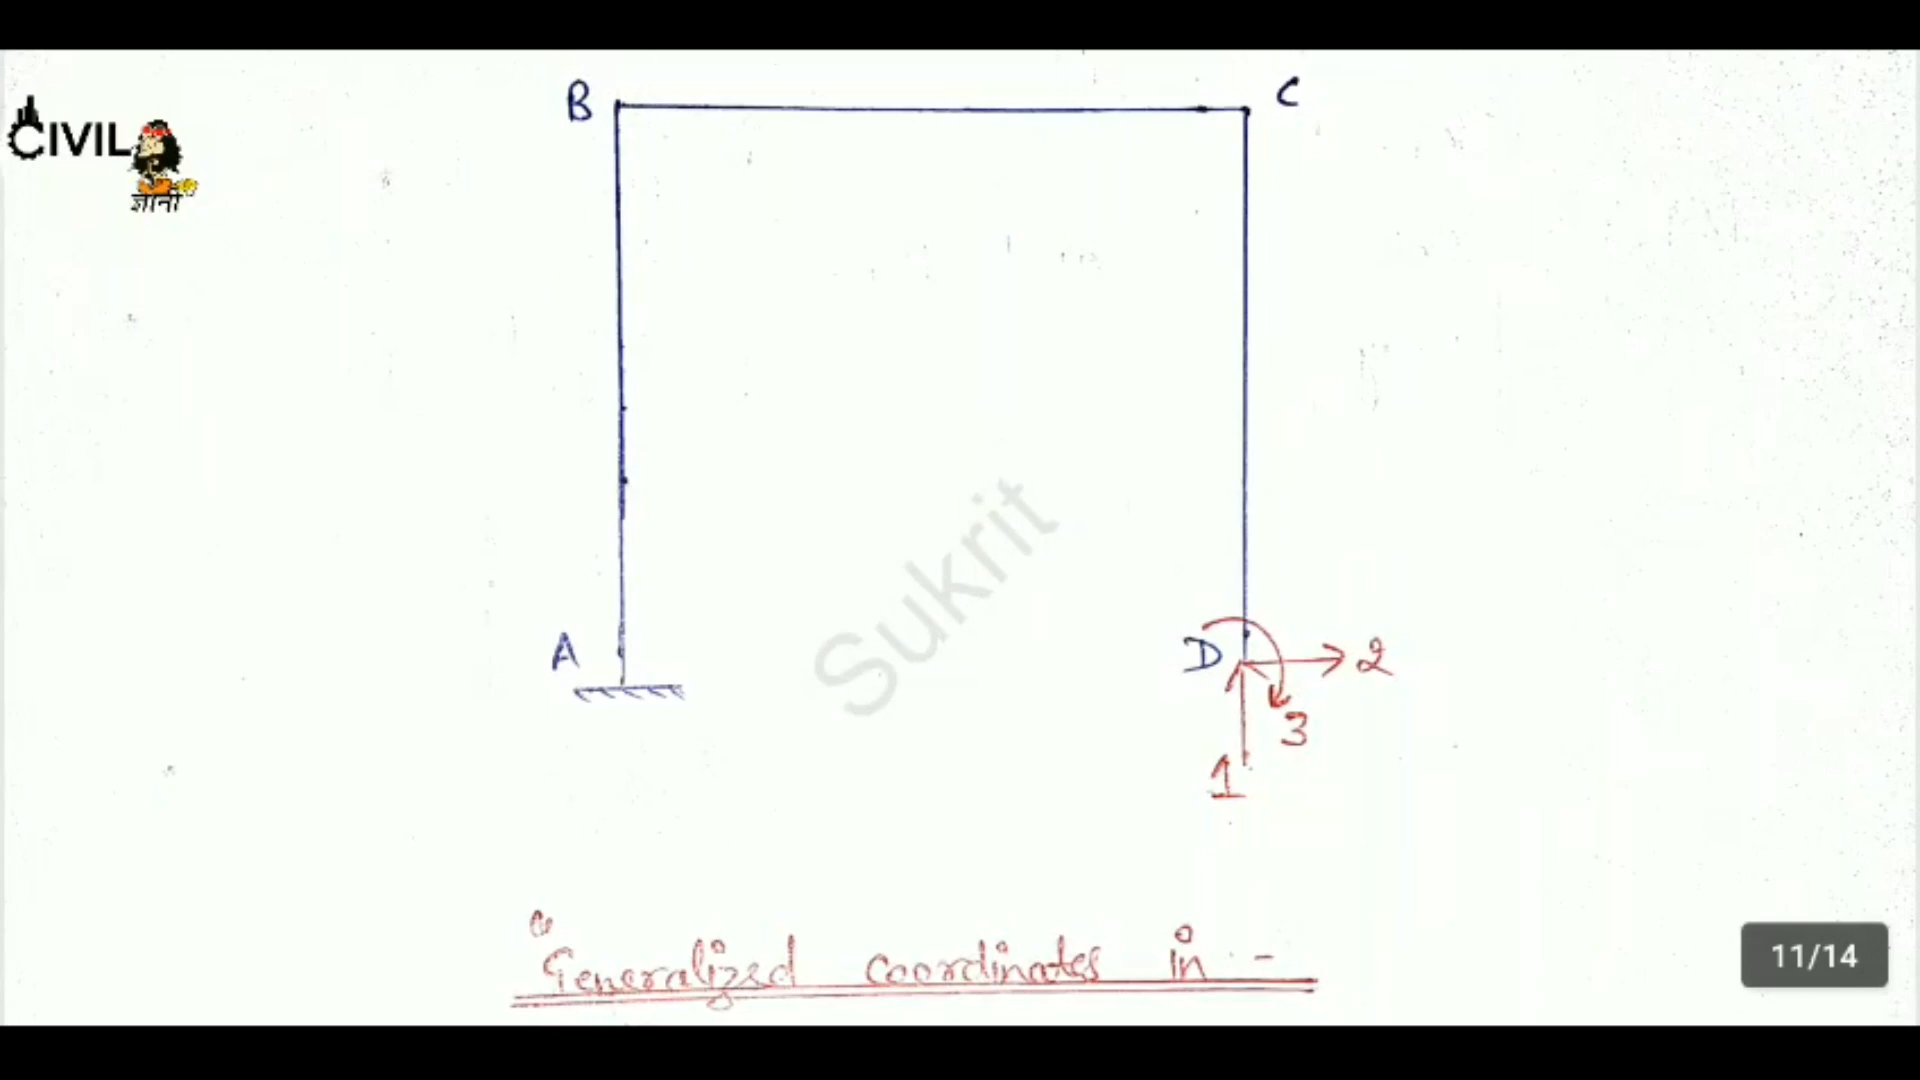 B
C
CIVIL
ज्ञानी
Sukrit
A
D
2
3
1
"Generalized coordinates in -
11/14